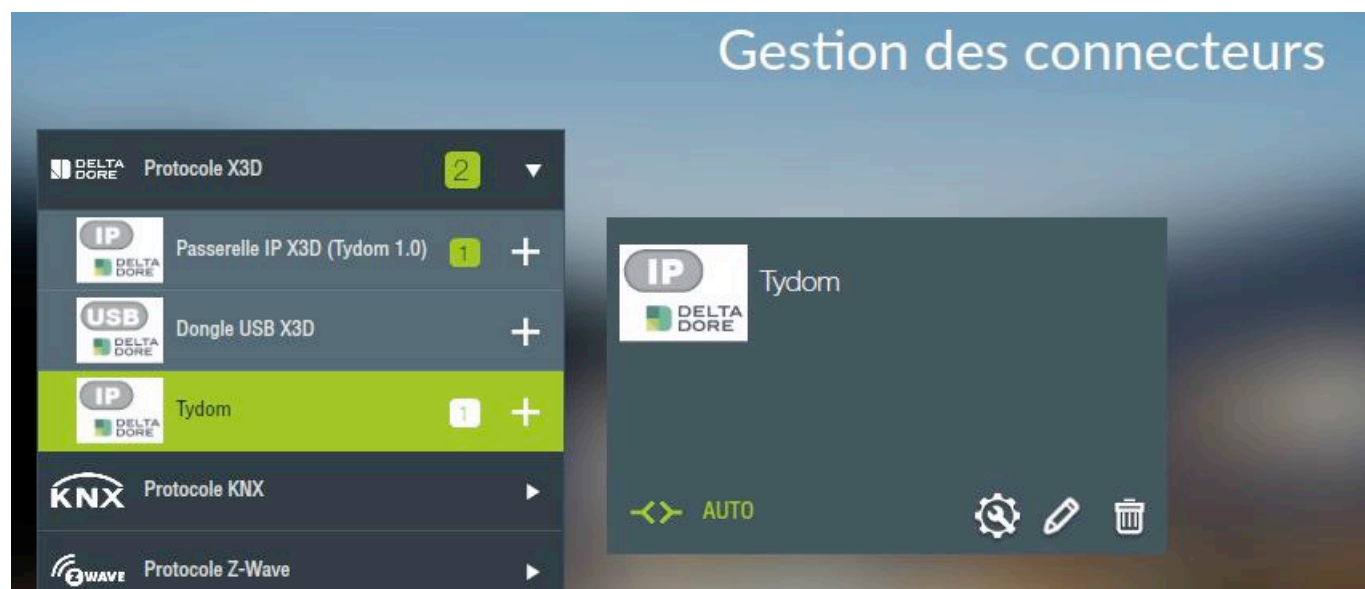 Gestion des connecteurs
DELTA DORE Protocole X3D 2
IP DELTA DORE Passerelle IP X3D (Tydom 1.0) 1
USB DELTA DORE Dongle USB X3D
IP DELTA DORE Tydom 1
KNX Protocole KNX
Z WAVE Protocole Z-Wave
IP DELTA DORE Tydom
AUTO